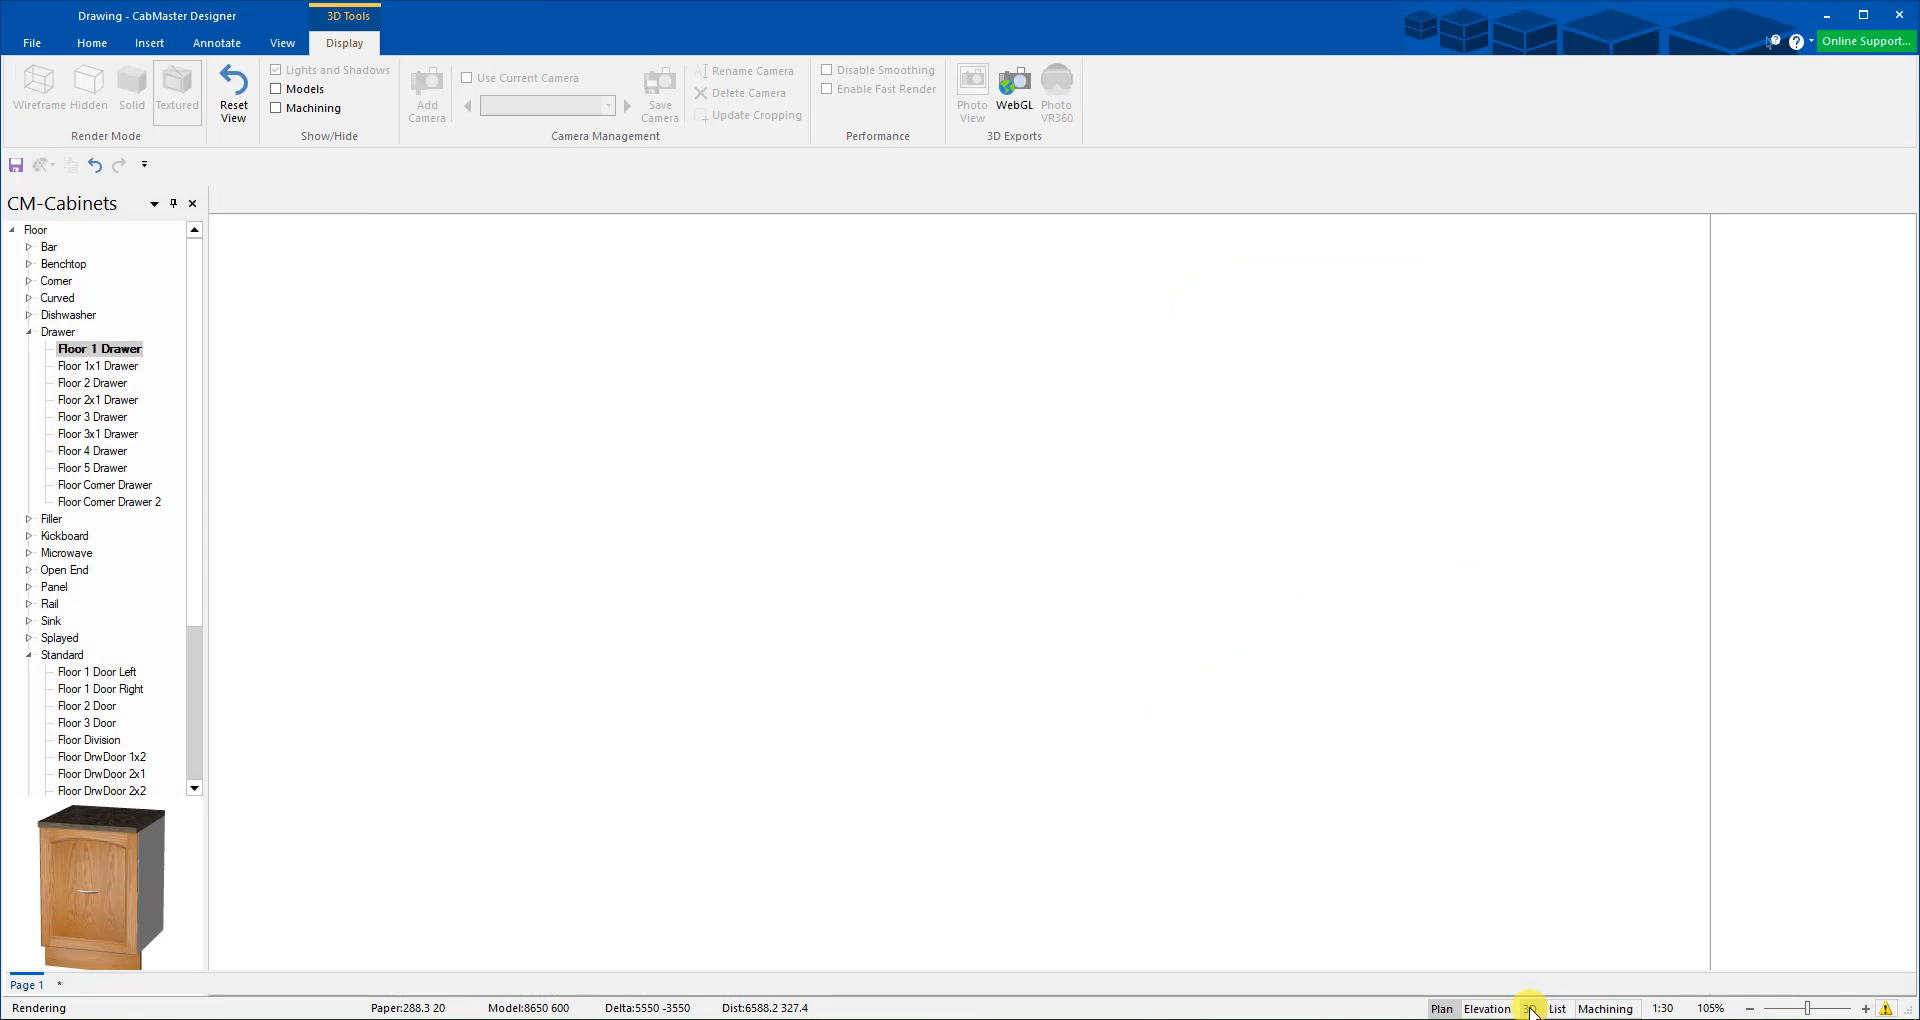 Drawing - CabMaster Designer
3D Tools
File
Home
Insert
Annotate
View
Display
Online Support...
Wireframe
Hidden
Solid
Textured
Render Mode
Reset
View
Lights and Shadows
Models
Machining
Show/Hide
Add
Camera
Use Current Camera
Save
Camera
Rename Camera
Delete Camera
Update Cropping
Camera Management
Disable Smoothing
Enable Fast Render
Performance
Photo
View
WebGL
Photo
VR360
3D Exports
CM-Cabinets
Floor
Bar
Benchtop
Corner
Curved
Dishwasher
Drawer
Floor 1 Drawer
Floor 1x1 Drawer
Floor 2 Drawer
Floor 2x1 Drawer
Floor 3 Drawer
Floor 3x1 Drawer
Floor 4 Drawer
Floor 5 Drawer
Floor Corner Drawer
Floor Corner Drawer 2
Filler
Kickboard
Microwave
Open End
Panel
Rail
Sink
Splayed
Standard
Floor 1 Door Left
Floor 1 Door Right
Floor 2 Door
Floor 3 Door
Floor Division
Floor DrwDoor 1x2
Floor DrwDoor 2x1
Floor DrwDoor 2x2
Page 1 *
Rendering
Paper:288.3 20
Model:8650 600
Delta:5550 -3550
Dist:6588.2 327.4
Plan
Elevation
3D
List
Machining
1:30
105%